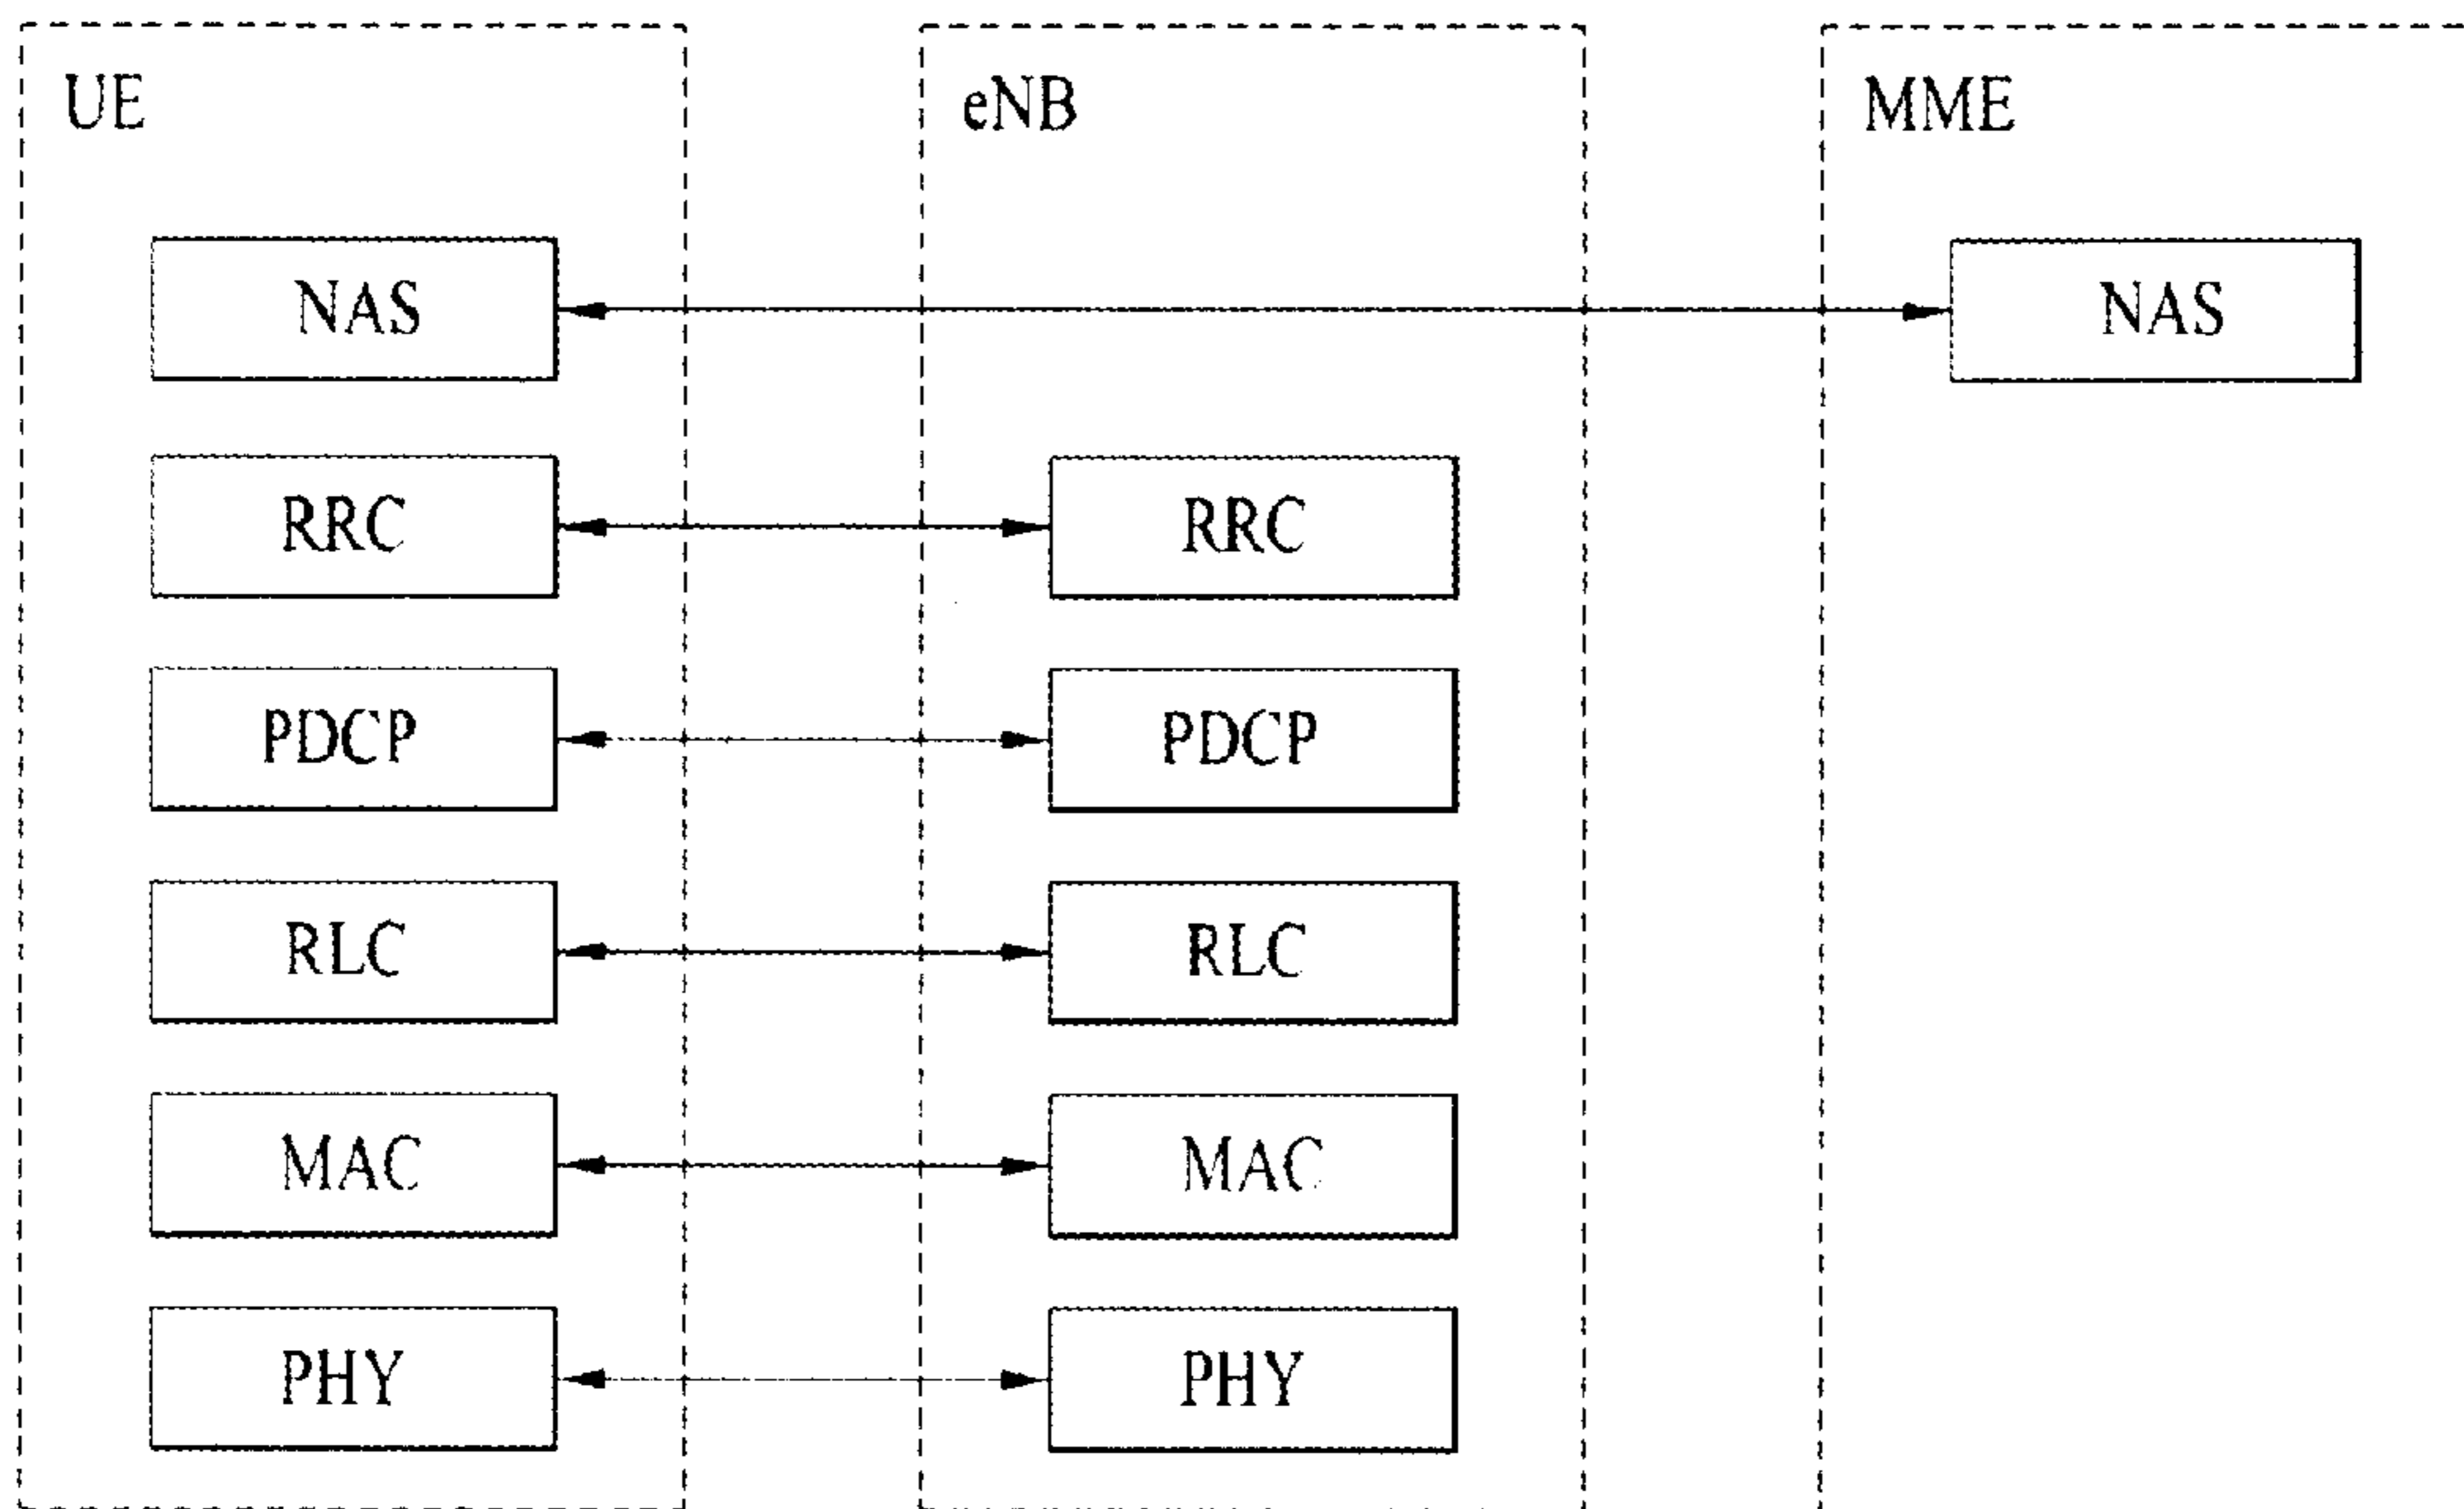 UE eNB MME
NAS NAS
RRC RRC
PDCP PDCP
RLC RLC
MAC MAC
PHY PHY